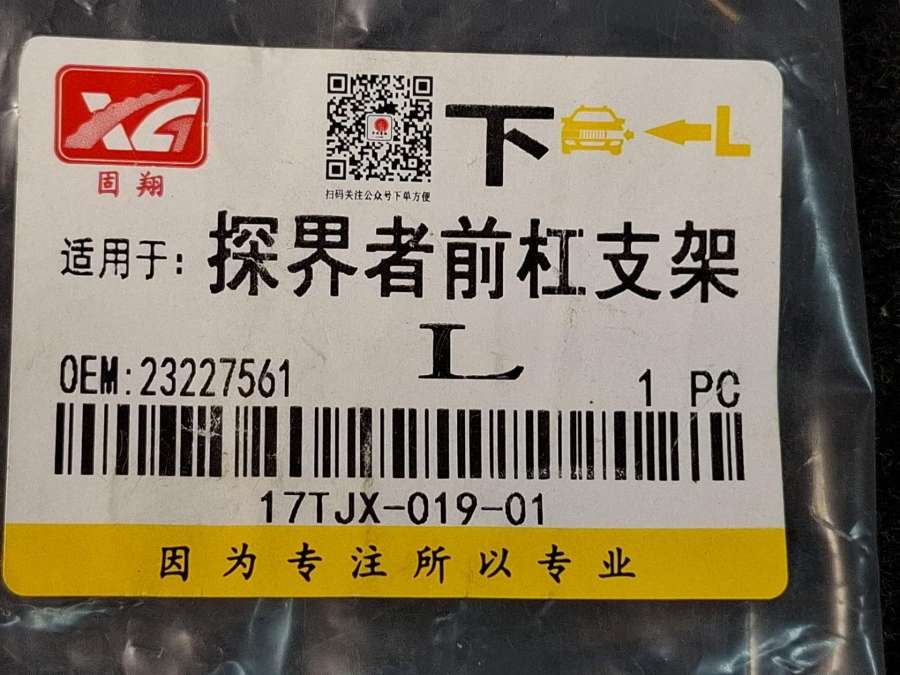 XG
固翔
扫码关注公众号下单方便
下
L
适用于：探界者前杠支架
L
OEM:23227561
1 PC
17TJX-019-01
因为专注所以专业